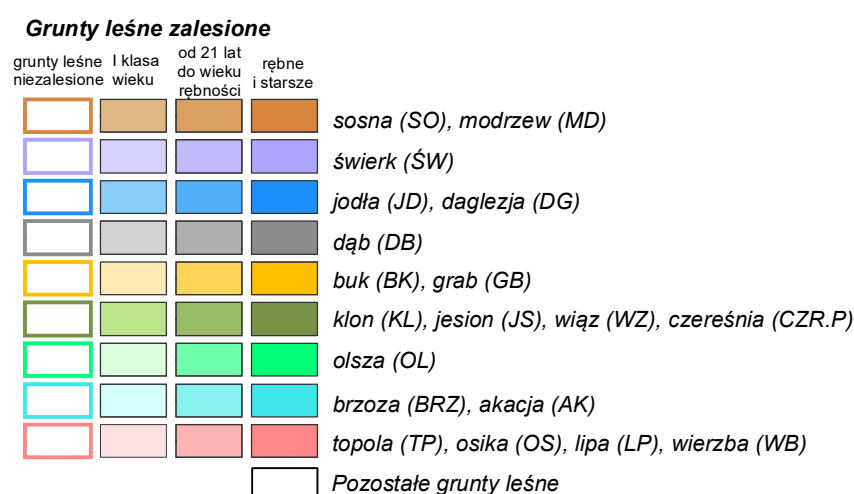 Grunty leśne zalesione
grunty leśne niezalesione
I klasa wieku
od 21 lat do wieku rębności
rębne i starsze
sosna (SO), modrzew (MD)
świerk (ŚW)
jodła (JD), daglezja (DG)
dąb (DB)
buk (BK), grab (GB)
klon (KL), jesion (JS), wiąz (WZ), czereśnia (CZR.P)
olsza (OL)
brzoza (BRZ), akacja (AK)
topola (TP), osika (OS), lipa (LP), wierzba (WB)
Pozostałe grunty leśne